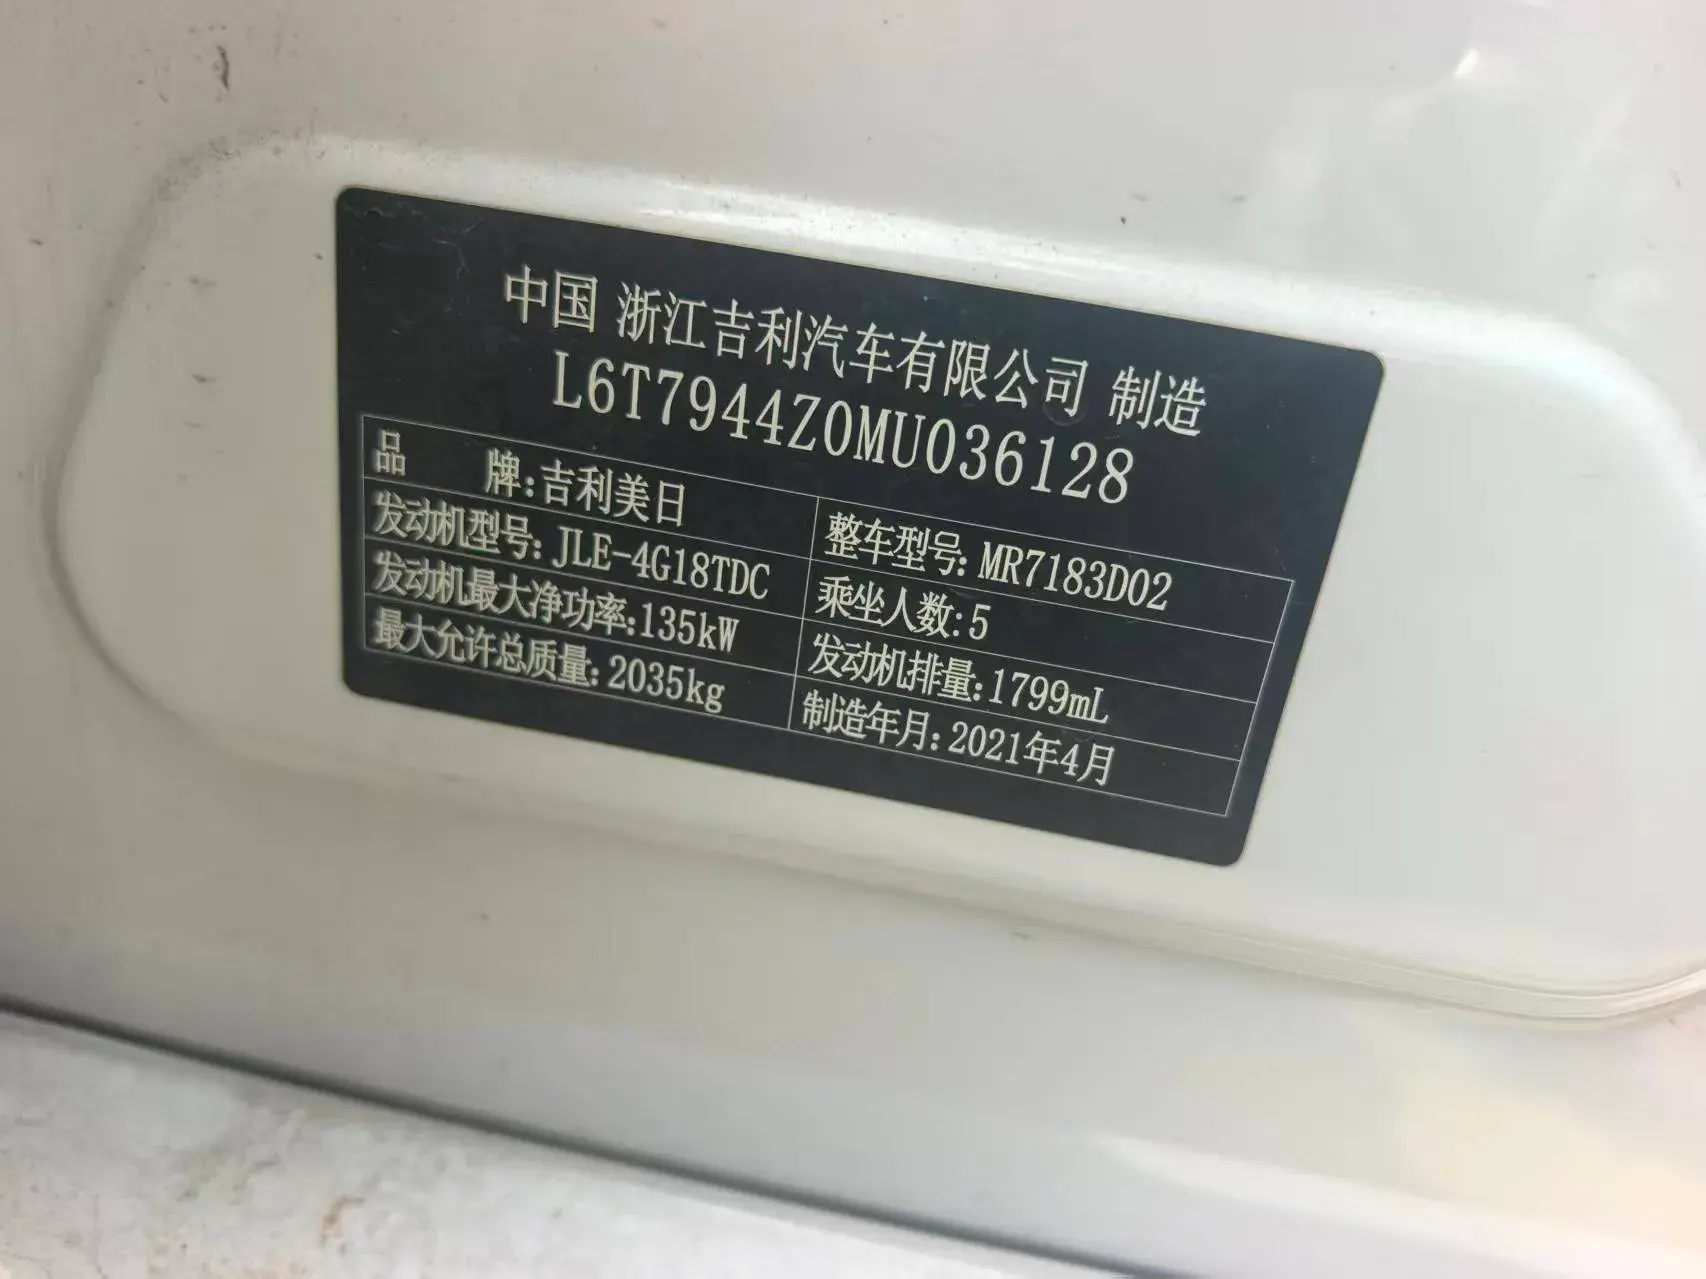 中国 浙江吉利汽车有限公司 制造
L6T7944Z0MU036128
品 牌:吉利美日 整车型号: MR7183D02
发动机型号: JLE-4G18TDC 乘坐人数:5
发动机最大净功率:135kW 发动机排量:1799mL
最大允许总质量: 2035kg 制造年月: 2021年4月